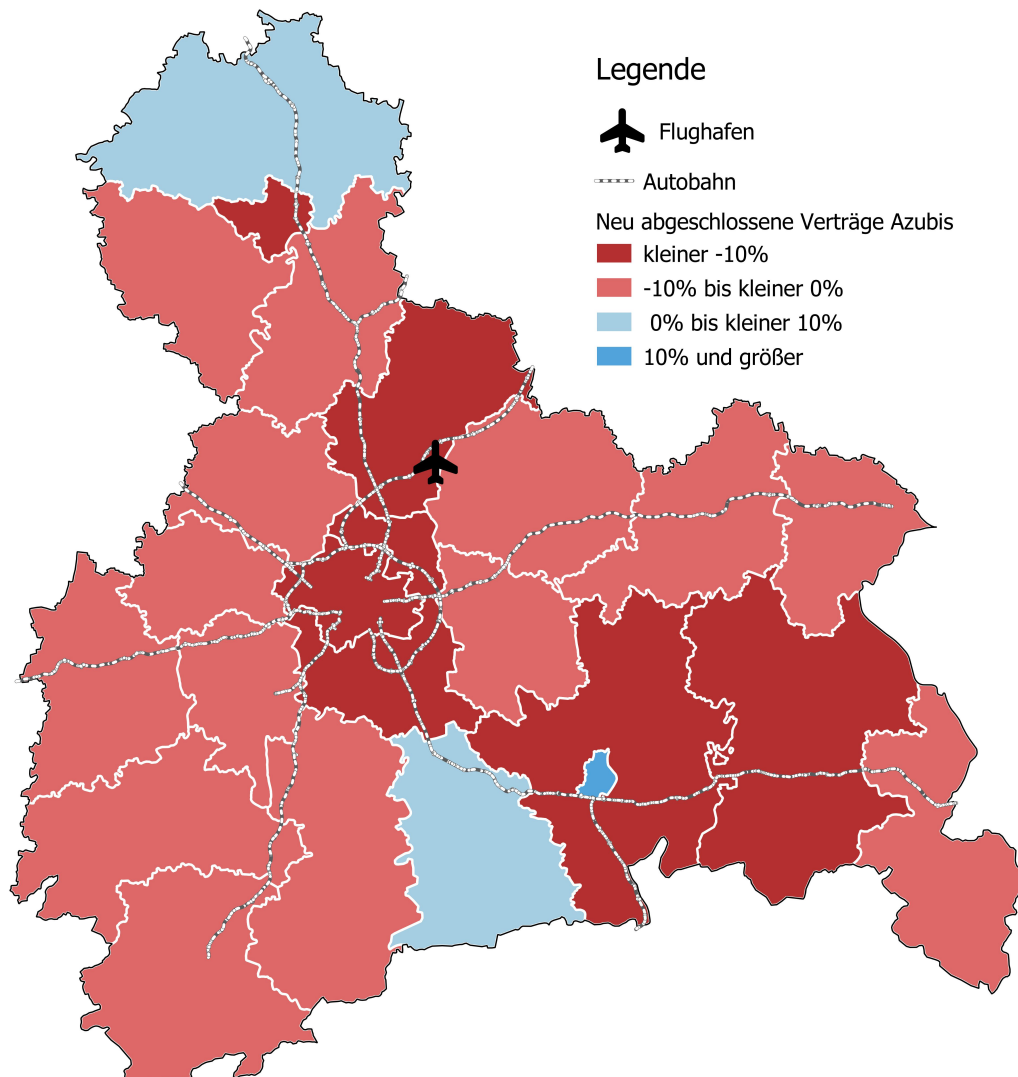 Legende
Flughafen
Autobahn
Neu abgeschlossene Verträge Azubis
kleiner -10%
-10% bis kleiner 0%
0% bis kleiner 10%
10% und größer